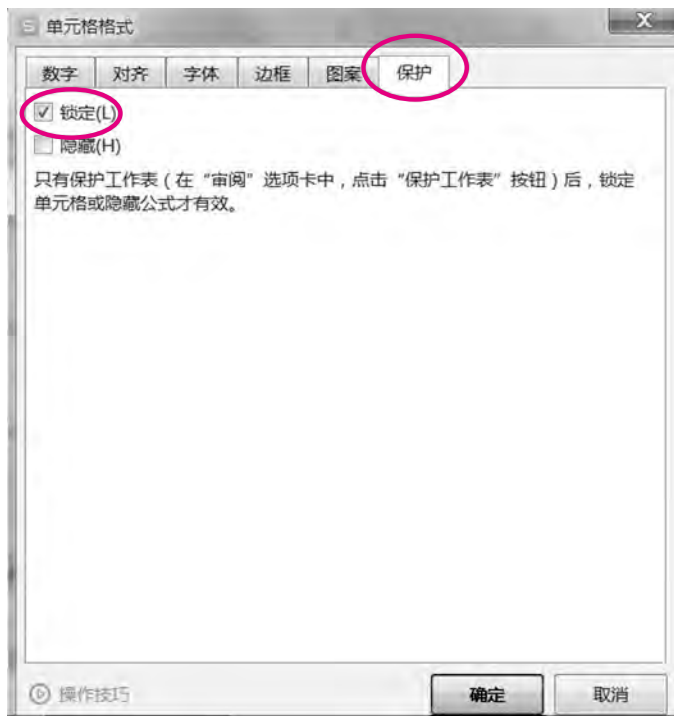 S 单元格格式
X
数字 对齐 字体 边框 图案 保护
锁定(L)
隐藏(H)
只有保护工作表（在“审阅”选项卡中，点击“保护工作表”按钮）后，锁定
单元格或隐藏公式才有效。
操作技巧 确定 取消